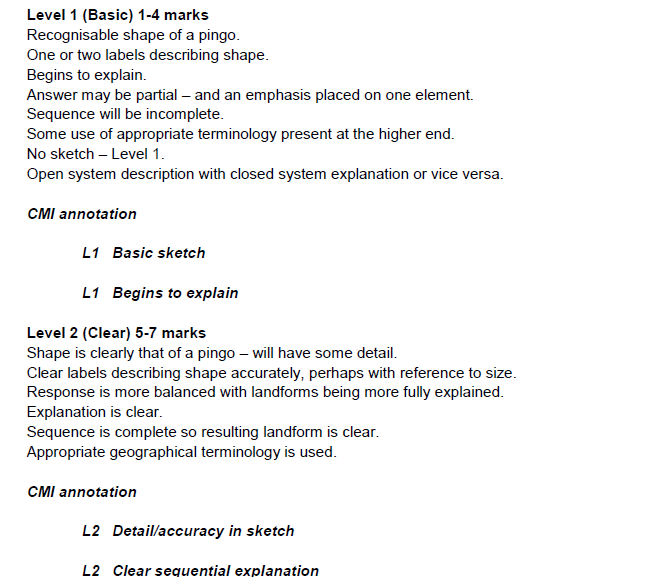 Level 1 (Basic) 1-4 marks
Recognisable shape of a pingo.
One or two labels describing shape.
Begins to explain.
Answer may be partial – and an emphasis placed on one element.
Sequence will be incomplete.
Some use of appropriate terminology present at the higher end.
No sketch – Level 1.
Open system description with closed system explanation or vice versa.
CMI annotation
L1 Basic sketch
L1 Begins to explain
Level 2 (Clear) 5-7 marks
Shape is clearly that of a pingo – will have some detail.
Clear labels describing shape accurately, perhaps with reference to size.
Response is more balanced with landforms being more fully explained.
Explanation is clear.
Sequence is complete so resulting landform is clear.
Appropriate geographical terminology is used.
CMI annotation
L2 Detail/accuracy in sketch
L2 Clear sequential explanation